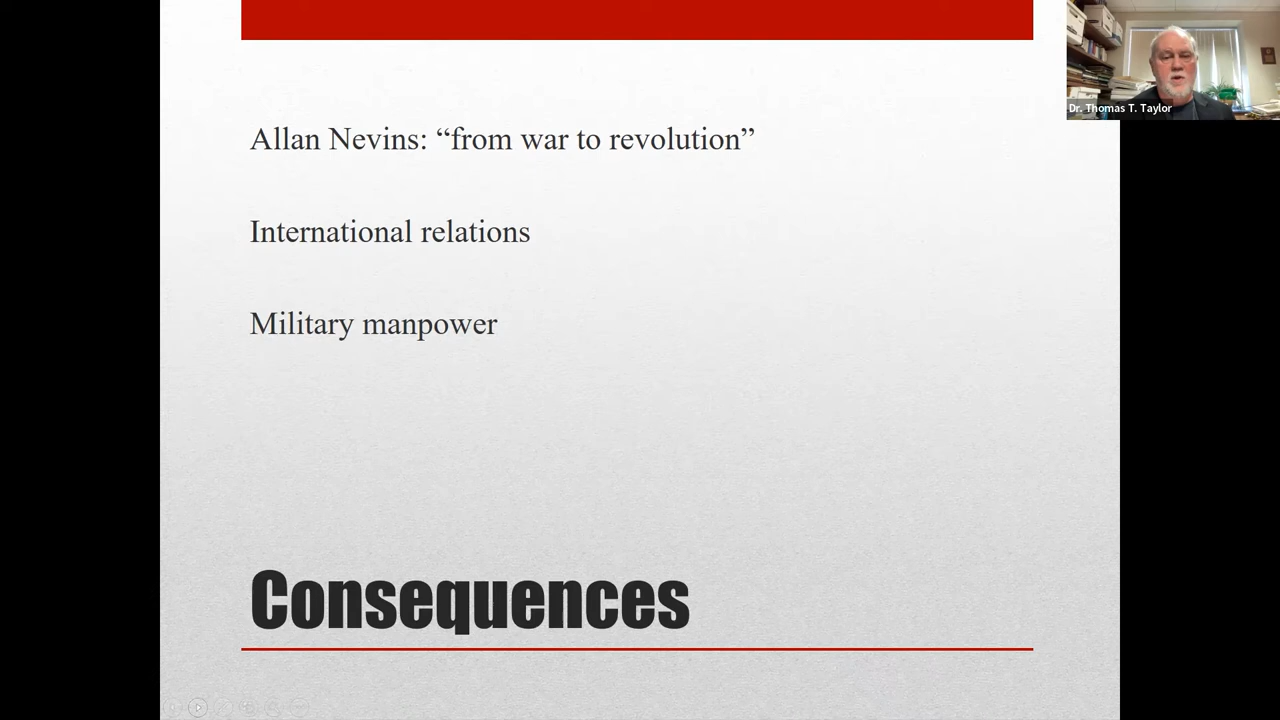 Dr. Thomas T. Taylor
Allan Nevins: “from war to revolution”
International relations
Military manpower
Consequences